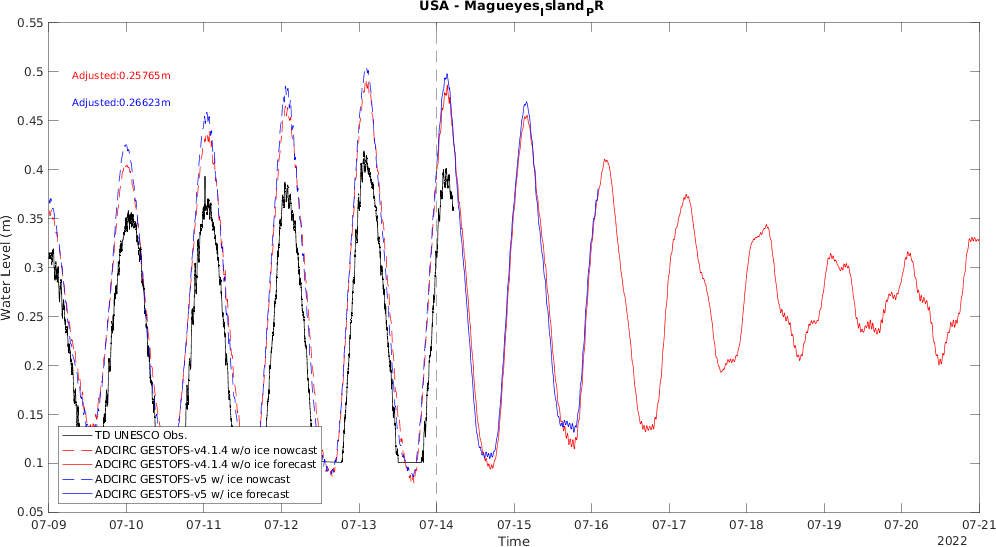 USA - Magueyes_Island_PR
Adjusted:0.25765m
Adjusted:0.26623m
Water Level (m)
0.55
0.5
0.45
0.4
0.35
0.3
0.25
0.2
0.15
0.1
0.05
TD UNESCO Obs.
ADCIRC GESTOFS-v4.1.4 w/o ice nowcast
ADCIRC GESTOFS-v4.1.4 w/o ice forecast
ADCIRC GESTOFS-v5 w/ ice nowcast
ADCIRC GESTOFS-v5 w/ ice forecast
07-09 07-10 07-11 07-12 07-13 07-14 07-15 07-16 07-17 07-18 07-19 07-20 07-21
Time
2022